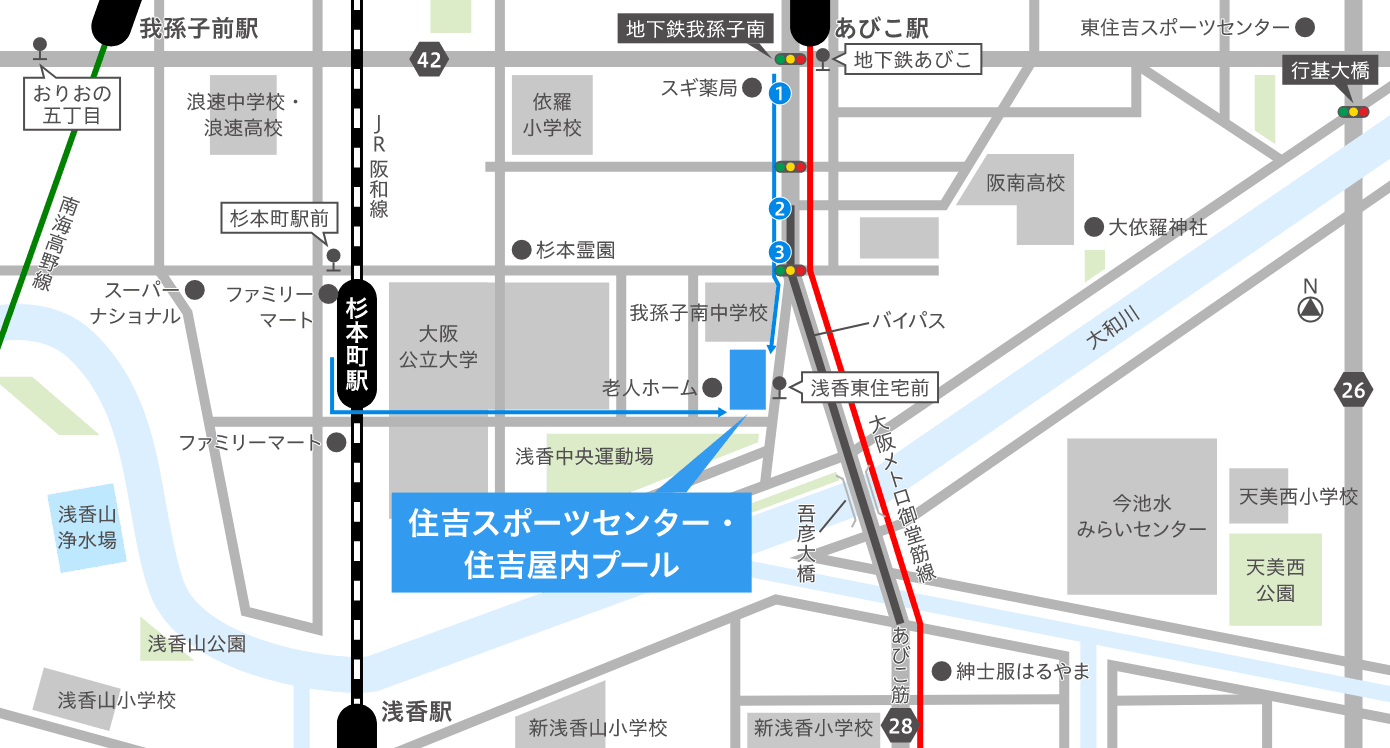 我孫子前駅
地下鉄我孫子南
あびこ駅
東住吉スポーツセンター
42
地下鉄あびこ
行基大橋
おりおの
五丁目
浪速中学校・
浪速高校
依羅
小学校
スギ薬局
1
JR阪和線
阪南高校
南海高野線
杉本町駅前
2
大依羅神社
杉本霊園
3
スーパー
ナショナル
ファミリー
マート
杉本町駅
大阪
公立大学
我孫子南中学校
バイパス
大和川
N
老人ホーム
浅香東住宅前
26
ファミリーマート
浅香中央運動場
大阪メトロ御堂筋線
浅香山
浄水場
住吉スポーツセンター・
住吉屋内プール
吾彦大橋
今池水
みらいセンター
天美西小学校
天美西
公園
浅香山公園
あびこ筋
紳士服はるやま
浅香山小学校
浅香駅
新浅香山小学校
新浅香小学校
28